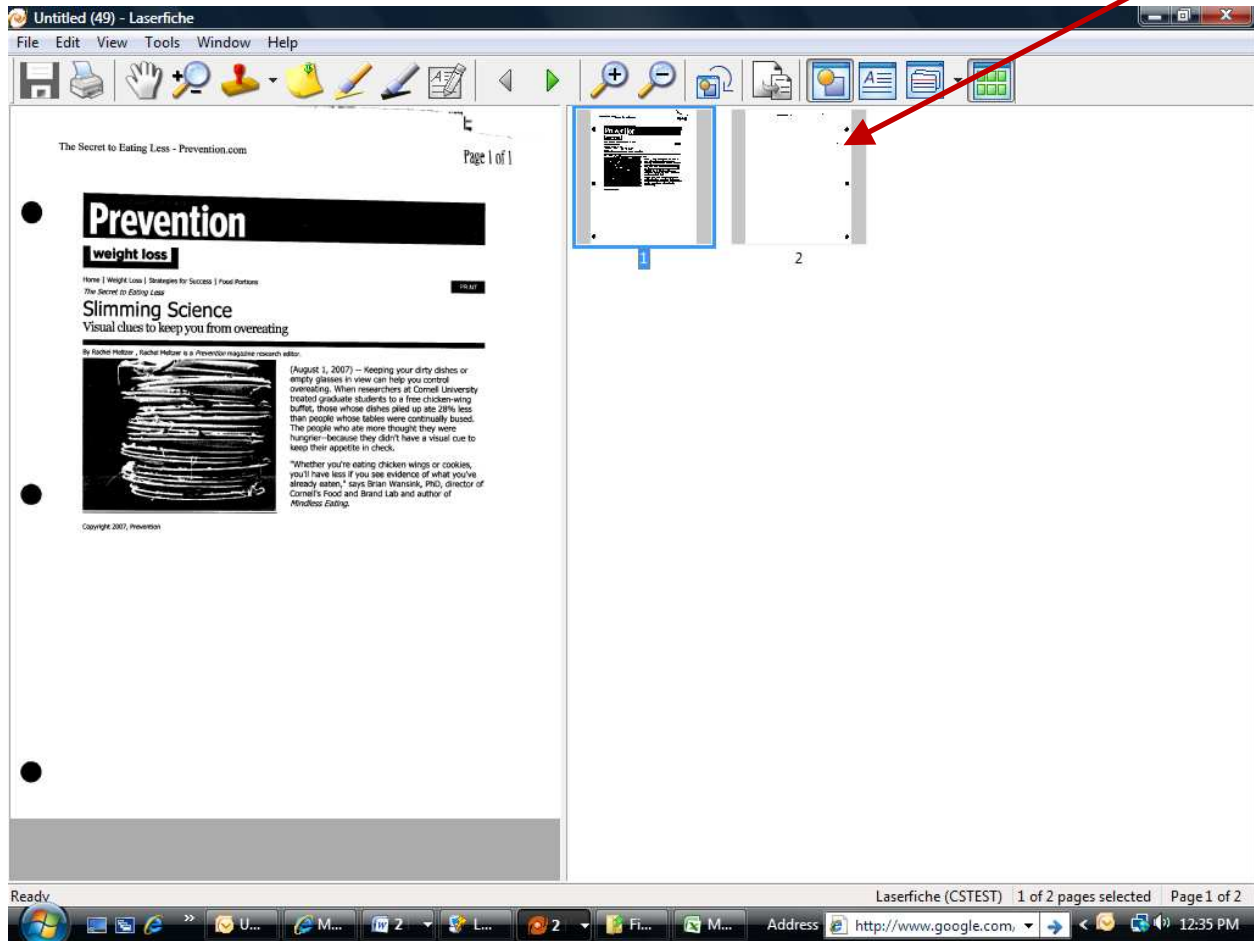 Untitled (49) - Laserfiche
File Edit View Tools Window Help
The Secret to Eating Less - Prevention.com
Page 1 of 1
Prevention
weight loss
Home | Weight Loss | Strategies for Success | Food Portions
The Secret to Eating Less
PRINT
Slimming Science
Visual clues to keep you from overeating
By Rachel Meltzer , Rachel Meltzer is a Prevention magazine research editor.
(August 1, 2007) -- Keeping your dirty dishes or
empty glasses in view can help you control
overeating. When researchers at Cornell University
treated graduate students to a free chicken-wing
buffet, those whose dishes piled up ate 28% less
than people whose tables were continually bused.
The people who ate more thought they were
hungrier--because they didn't have a visual cue to
keep their appetite in check.
"Whether you're eating chicken wings or cookies,
you'll have less if you see evidence of what you've
already eaten," says Brian Wansink, PhD, director of
Cornell's Food and Brand Lab and author of
Mindless Eating.
Copyright 2007, Prevention
Prevention
1
2
Ready
Laserfiche (CSTEST) 1 of 2 pages selected Page 1 of 2
U... M... 2 L... 2 Fi... M... Address http://www.google.com, 12:35 PM